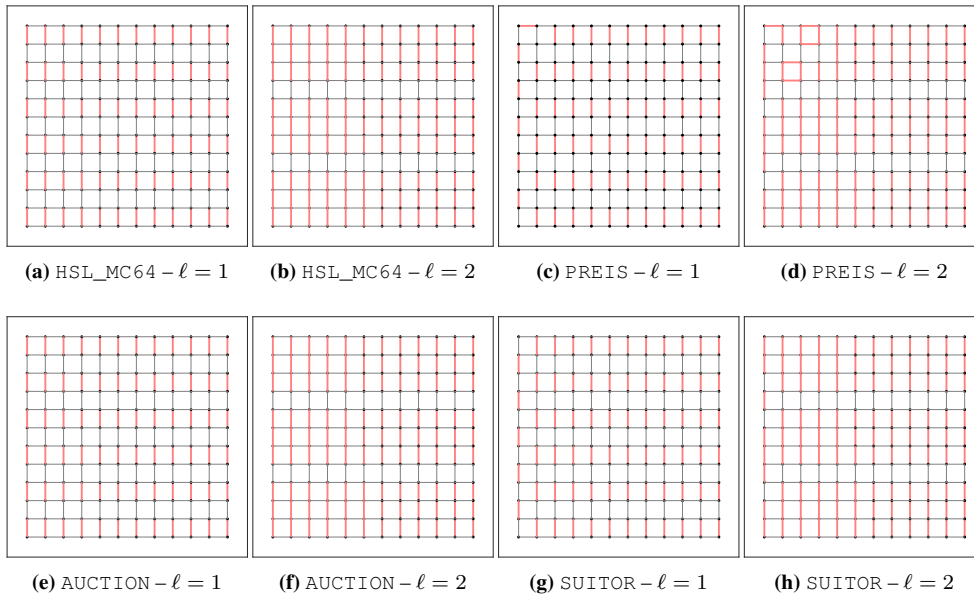 (a) HSL_MC64 – ℓ = 1 (b) HSL_MC64 – ℓ = 2 (c) PREIS – ℓ = 1 (d) PREIS – ℓ = 2
(e) AUCTION – ℓ = 1 (f) AUCTION – ℓ = 2 (g) SUITOR – ℓ = 1 (h) SUITOR – ℓ = 2